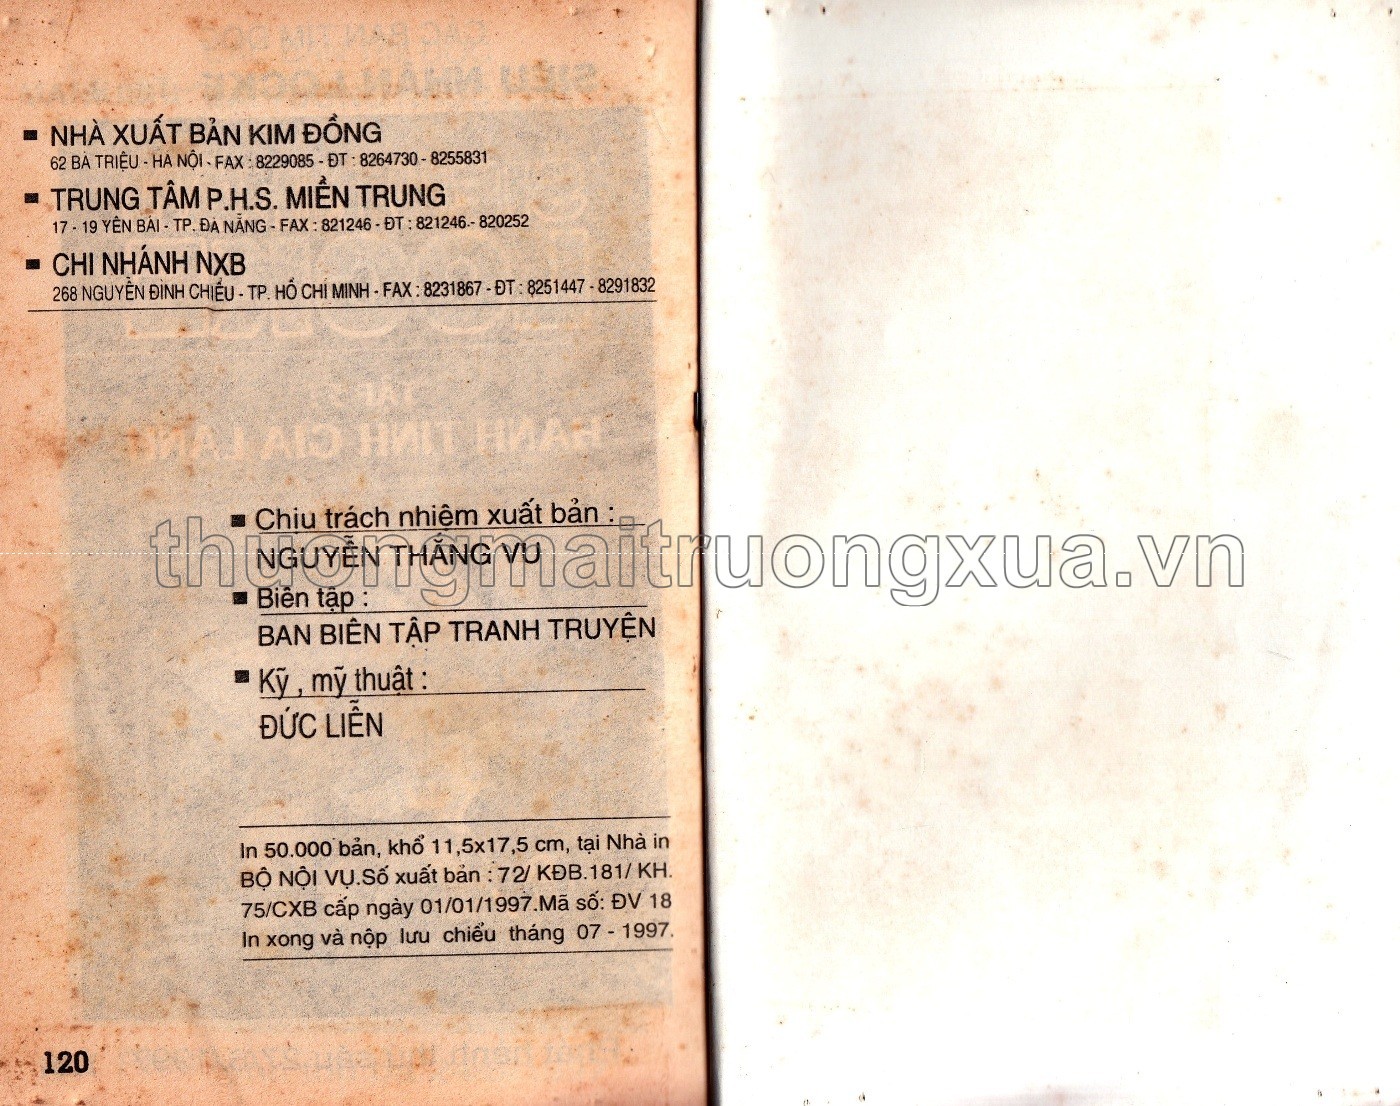 NHÀ XUẤT BẢN KIM ĐỒNG
62 BÀ TRIỆU - HÀ NỘI - FAX : 8229085 - ĐT : 8264730 - 8255831
TRUNG TÂM P.H.S. MIỀN TRUNG
17 - 19 YÊN BÁI - TP. ĐÀ NẴNG - FAX : 821246 - ĐT : 821246 - 820252
CHI NHÁNH NXB
268 NGUYỄN ĐÌNH CHIỂU - TP. HỒ CHÍ MINH - FAX : 8231867 - ĐT : 8251447 - 8291832
Chịu trách nhiệm xuất bản :
NGUYỄN THẮNG VU
Biên tập :
BAN BIÊN TẬP TRANH TRUYỆN
Kỹ , mỹ thuật :
ĐỨC LIỄN
In 50.000 bản, khổ 11,5x17,5 cm, tại Nhà in
BỘ NỘI VỤ.Số xuất bản : 72/ KĐB.181/ KH.
75/CXB cấp ngày 01/01/1997.Mã số: ĐV 18
In xong và nộp lưu chiểu tháng 07 - 1997.
120
thuongmaitruongxua.vn